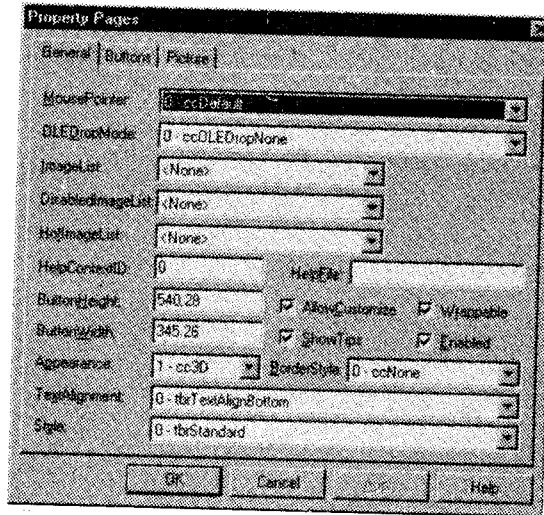 Property Pages
General Buttons Picture
MousePointer: 0 - ccDefault
OLEDropMode: 0 - ccOLEDropNone
ImageList: <None>
DisabledImageList: <None>
HotImageList: <None>
HelpContextID: 0 HelpFile:
ButtonHeight: 540.28 AllowCustomize Wrappable
ButtonWidth: 345.26 ShowTips Enabled
Appearance: 1 - cc3D BorderStyle: 0 - ccNone
TextAlignment: 0 - tbrTextAlignBottom
Style: 0 - tbrStandard
OK Cancel Help